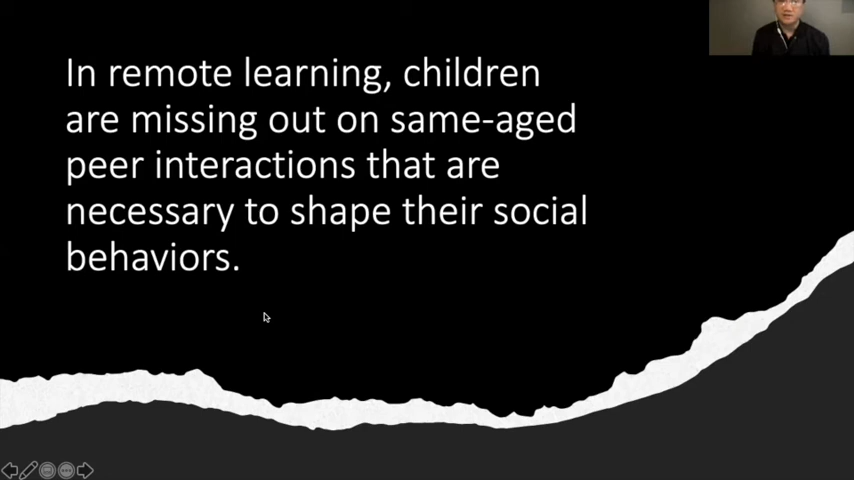 In remote learning, children
are missing out on same-aged
peer interactions that are
necessary to shape their social
behaviors.